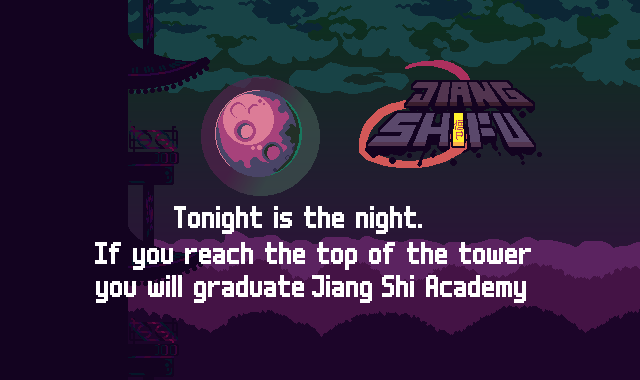 JIANG
SHIFU
Tonight is the night.
If you reach the top of the tower
you will graduate Jiang Shi Academy